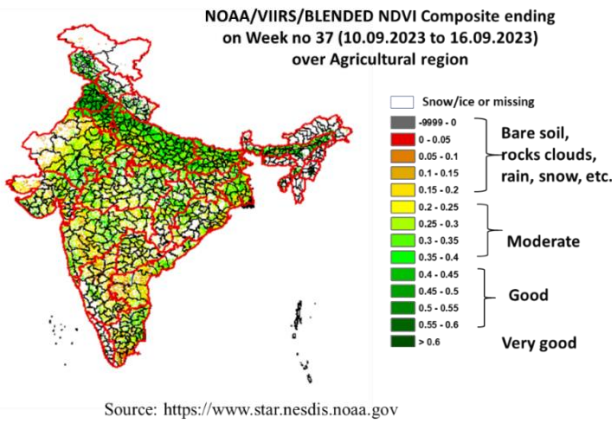 NOAA/VIIRS/BLENDED NDVI Composite ending
on Week no 37 (10.09.2023 to 16.09.2023)
over Agricultural region
Snow/ice or missing
-9999 - 0
0 - 0.05
0.05 - 0.1
0.1 - 0.15
0.15 - 0.2
0.2 - 0.25
0.25 - 0.3
0.3 - 0.35
0.35 - 0.4
0.4 - 0.45
0.45 - 0.5
0.5 - 0.55
0.55 - 0.6
> 0.6
Bare soil,
rocks clouds,
rain, snow, etc.
Moderate
Good
Very good
Source: https://www.star.nesdis.noaa.gov